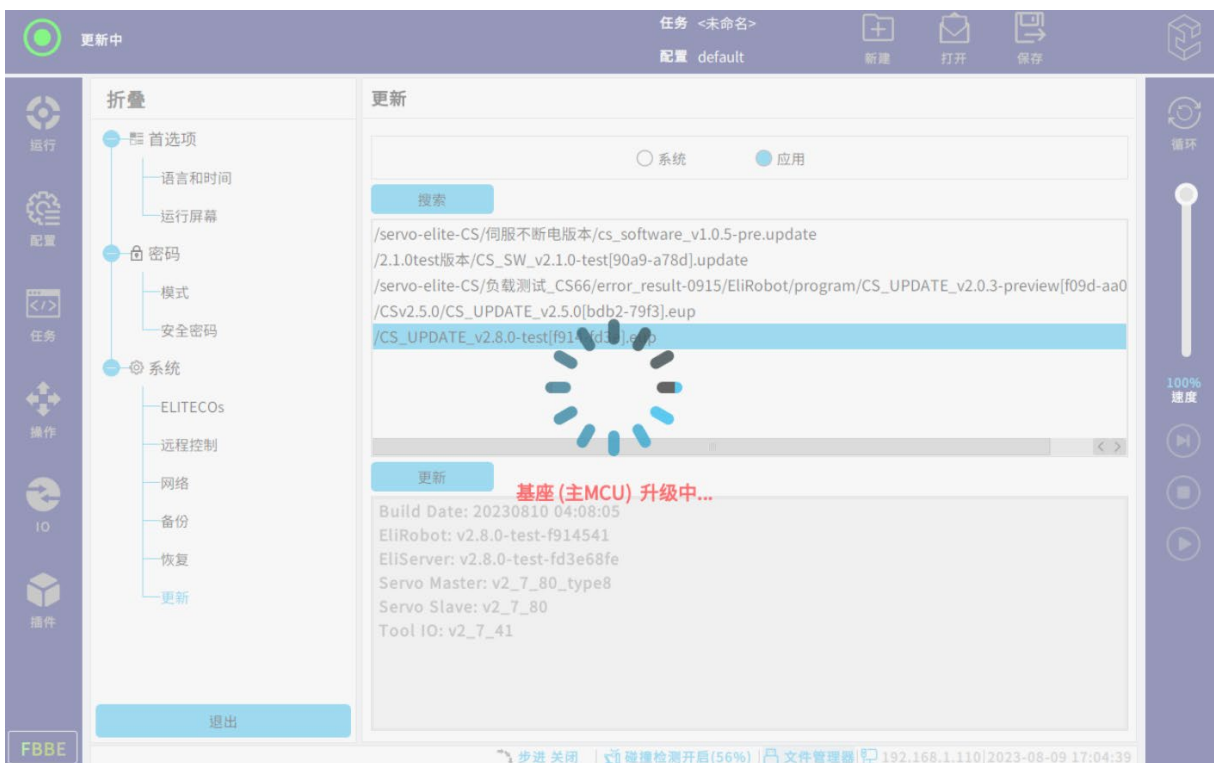 更新中
任务 <未命名>
配置 default
新建
打开
保存
运行
配置
任务
操作
IO
插件
FBBE
折叠
首选项
语言和时间
运行屏幕
密码
模式
安全密码
系统
ELITECOs
远程控制
网络
备份
恢复
更新
退出
更新
系统
应用
搜索
/servo-elite-CS/伺服不断电版本/cs_software_v1.0.5-pre.update
/2.1.0test版本/CS_SW_v2.1.0-test[90a9-a78d].update
/servo-elite-CS/负载测试_CS66/error_result-0915/EliRobot/program/CS_UPDATE_v2.0.3-preview[f09d-aa0
/CSv2.5.0/CS_UPDATE_v2.5.0[bdb2-79f3].eup
/CS_UPDATE_v2.8.0-test[f914-fd3e].eup
更新
基座 (主MCU) 升级中...
Build Date: 20230810 04:08:05
EliRobot: v2.8.0-test-f914541
EliServer: v2.8.0-test-fd3e68fe
Servo Master: v2_7_80_type8
Servo Slave: v2_7_80
Tool IO: v2_7_41
循环
100%
速度
步进 关闭 | 碰撞检测开启(56%) | 文件管理器 | 192.168.1.110|2023-08-09 17:04:39